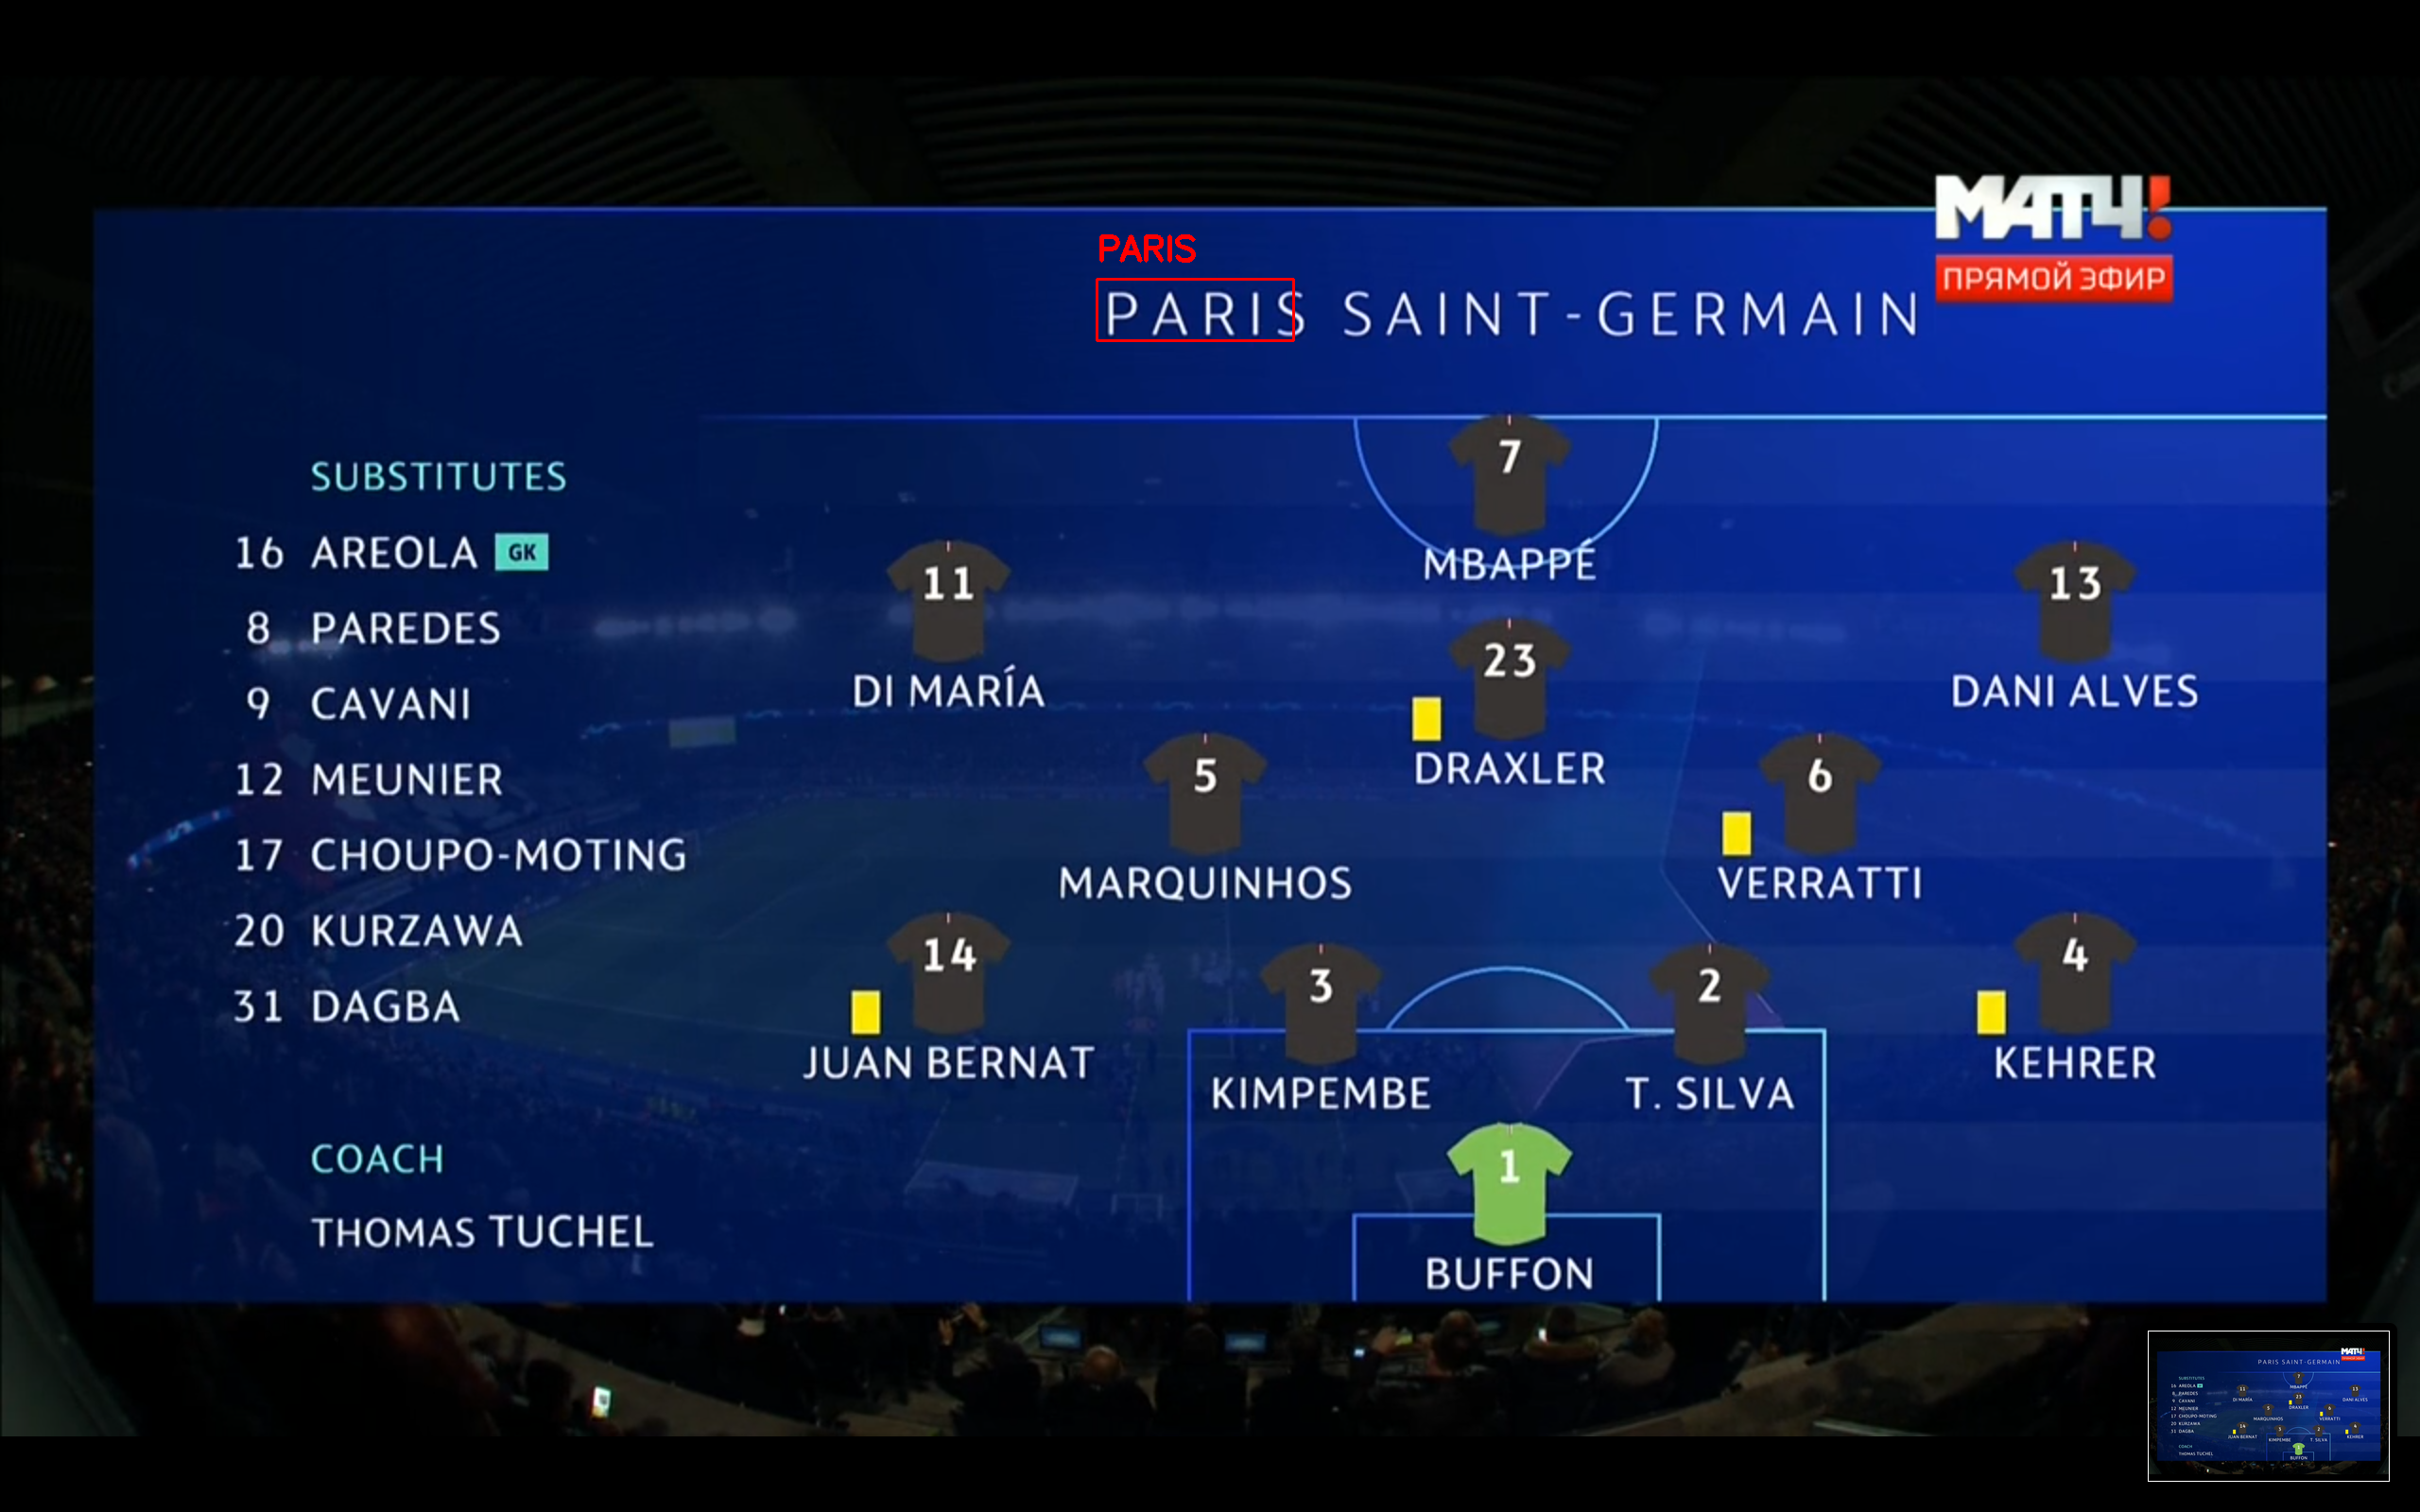 МАТЧ!
ПРЯМОЙ ЭФИР
PARIS
PARIS SAINT-GERMAIN
SUBSTITUTES
16 AREOLA GK
8 PAREDES
9 CAVANI
12 MEUNIER
17 CHOUPO-MOTING
20 KURZAWA
31 DAGBA
COACH
THOMAS TUCHEL
7
MBAPPÉ
11
DI MARÍA
13
DANI ALVES
23
DRAXLER
5
MARQUINHOS
6
VERRATTI
14
JUAN BERNAT
3
KIMPEMBE
2
T. SILVA
4
KEHRER
1
BUFFON